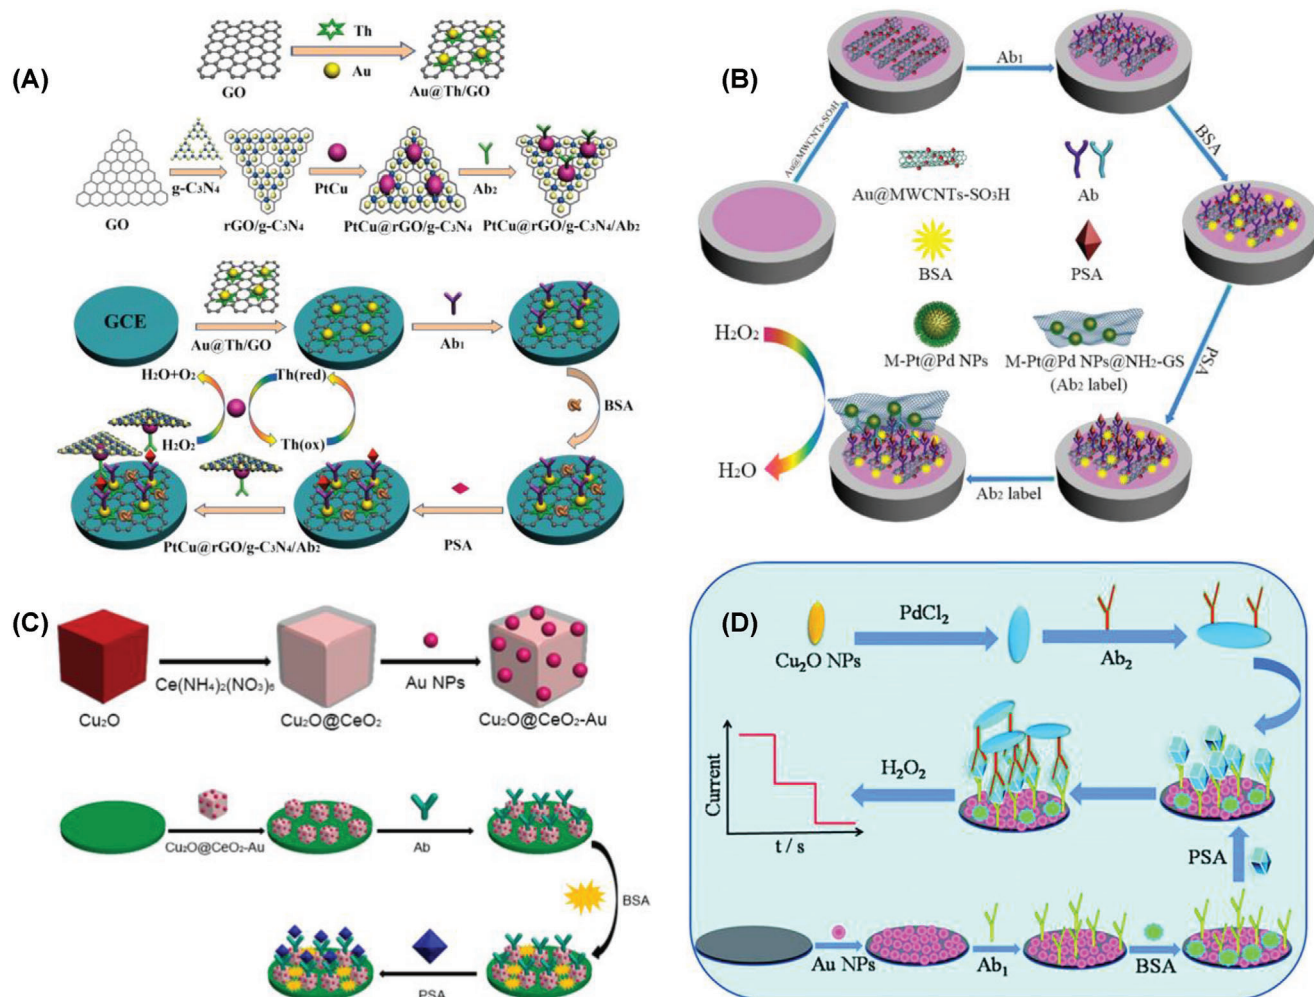 (A)
Th
Au
GO
Au@Th/GO
g-C₃N₄
PtCu
Ab₂
GO
rGO/g-C₃N₄
PtCu@rGO/g-C₃N₄
PtCu@rGO/g-C₃N₄/Ab₂
GCE
Au@Th/GO
Ab₁
H₂O+O₂
Th(red)
BSA
H₂O₂
Th(ox)
PtCu@rGO/g-C₃N₄/Ab₂
PSA
(B)
Au@MWCNTs-SO₃H
Ab₁
BSA
Au@MWCNTs-SO₃H
Ab
BSA
PSA
H₂O₂
M-Pt@Pd NPs
M-Pt@Pd NPs@NH₂-GS
(Ab₂ label)
PSA
H₂O
Ab₂ label
(C)
Ce(NH₄)₂(NO₃)₆
Au NPs
Cu₂O
Cu₂O@CeO₂
Cu₂O@CeO₂-Au
Cu₂O@CeO₂-Au
Ab
BSA
PSA
(D)
PdCl₂
Cu₂O NPs
Ab₂
Current
H₂O₂
t / s
PSA
Au NPs
Ab₁
BSA